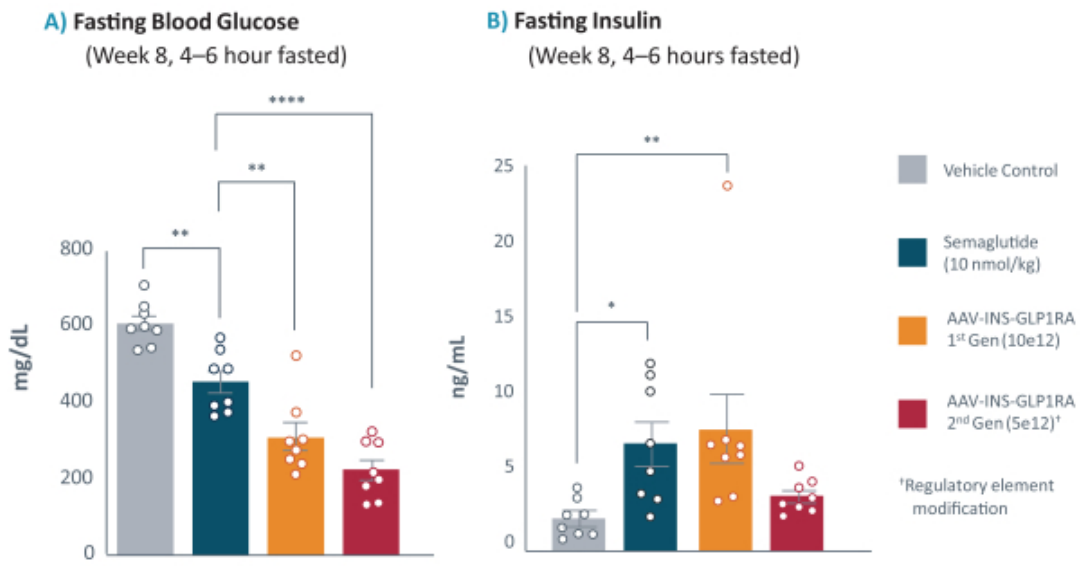 A) Fasting Blood Glucose
(Week 8, 4–6 hour fasted)
****
**
**
800
600
400
200
0
mg/dL
B) Fasting Insulin
(Week 8, 4–6 hours fasted)
**
*
25
20
15
10
5
0
ng/mL
Vehicle Control
Semaglutide
(10 nmol/kg)
AAV-INS-GLP1RA
1st Gen (10e12)
AAV-INS-GLP1RA
2nd Gen (5e12)†
†Regulatory element
modification